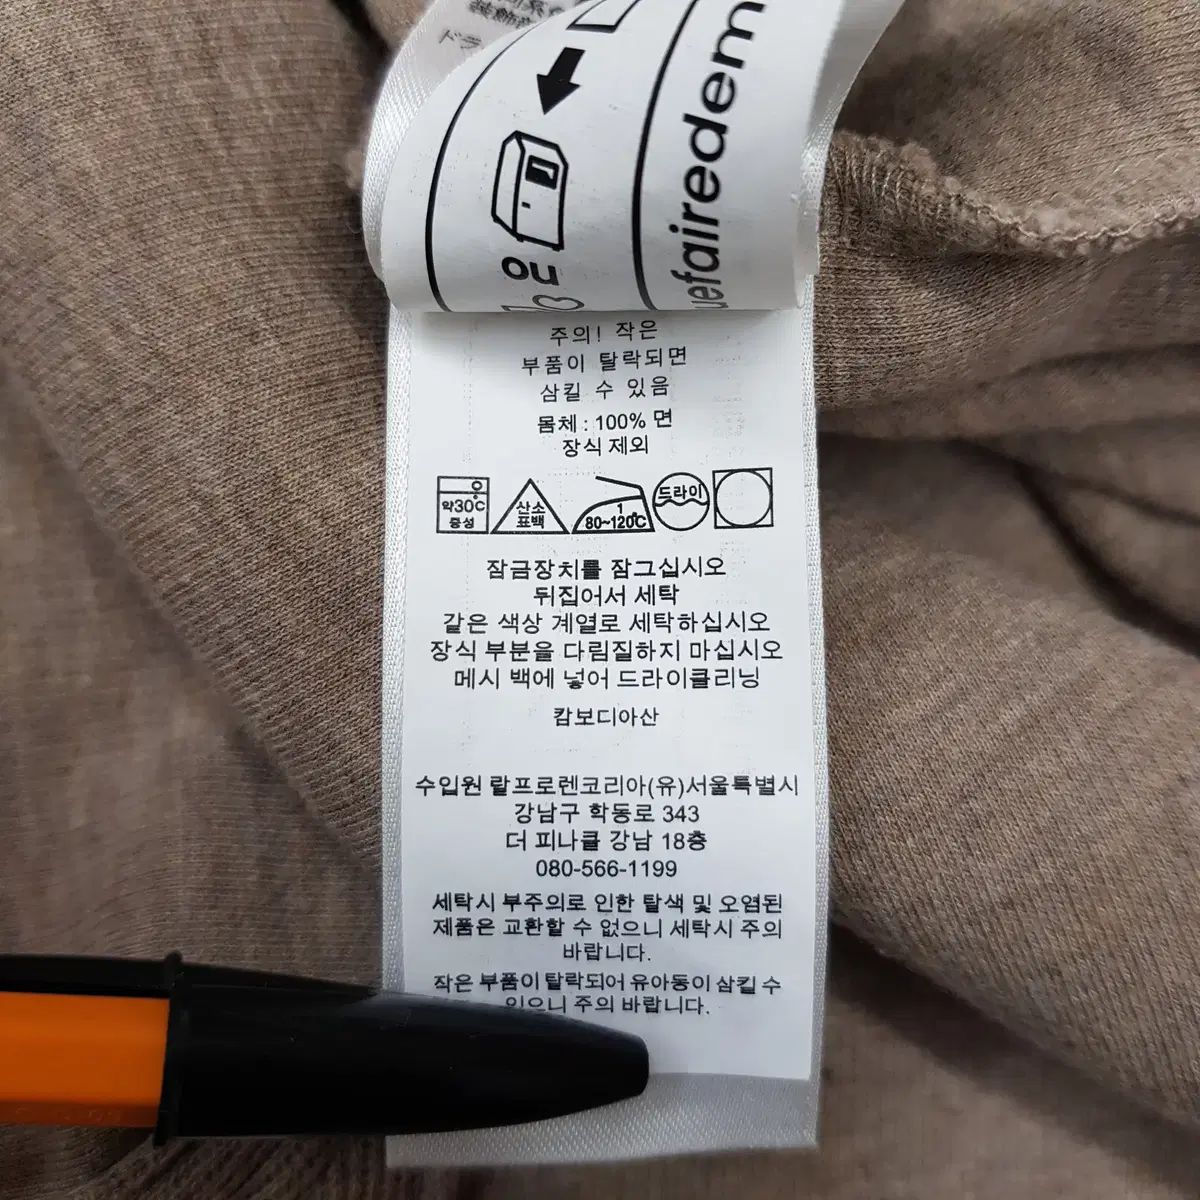 ドラ
uefairedem
ou
주의! 작은
부품이 탈락되면
삼킬 수 있음
몸체 : 100% 면
장식 제외
약30℃
중성
산소
표백
1
80~120℃
드라이
잠금장치를 잠그십시오
뒤집어서 세탁
같은 색상 계열로 세탁하십시오
장식 부분을 다림질하지 마십시오
메시 백에 넣어 드라이클리닝
캄보디아산
수입원 랄프로렌코리아(유)서울특별시
강남구 학동로 343
더 피나클 강남 18층
080-566-1199
세탁시 부주의로 인한 탈색 및 오염된
제품은 교환할 수 없으니 세탁시 주의
바랍니다.
작은 부품이 탈락되어 유아동이 삼킬 수
있으니 주의 바랍니다.